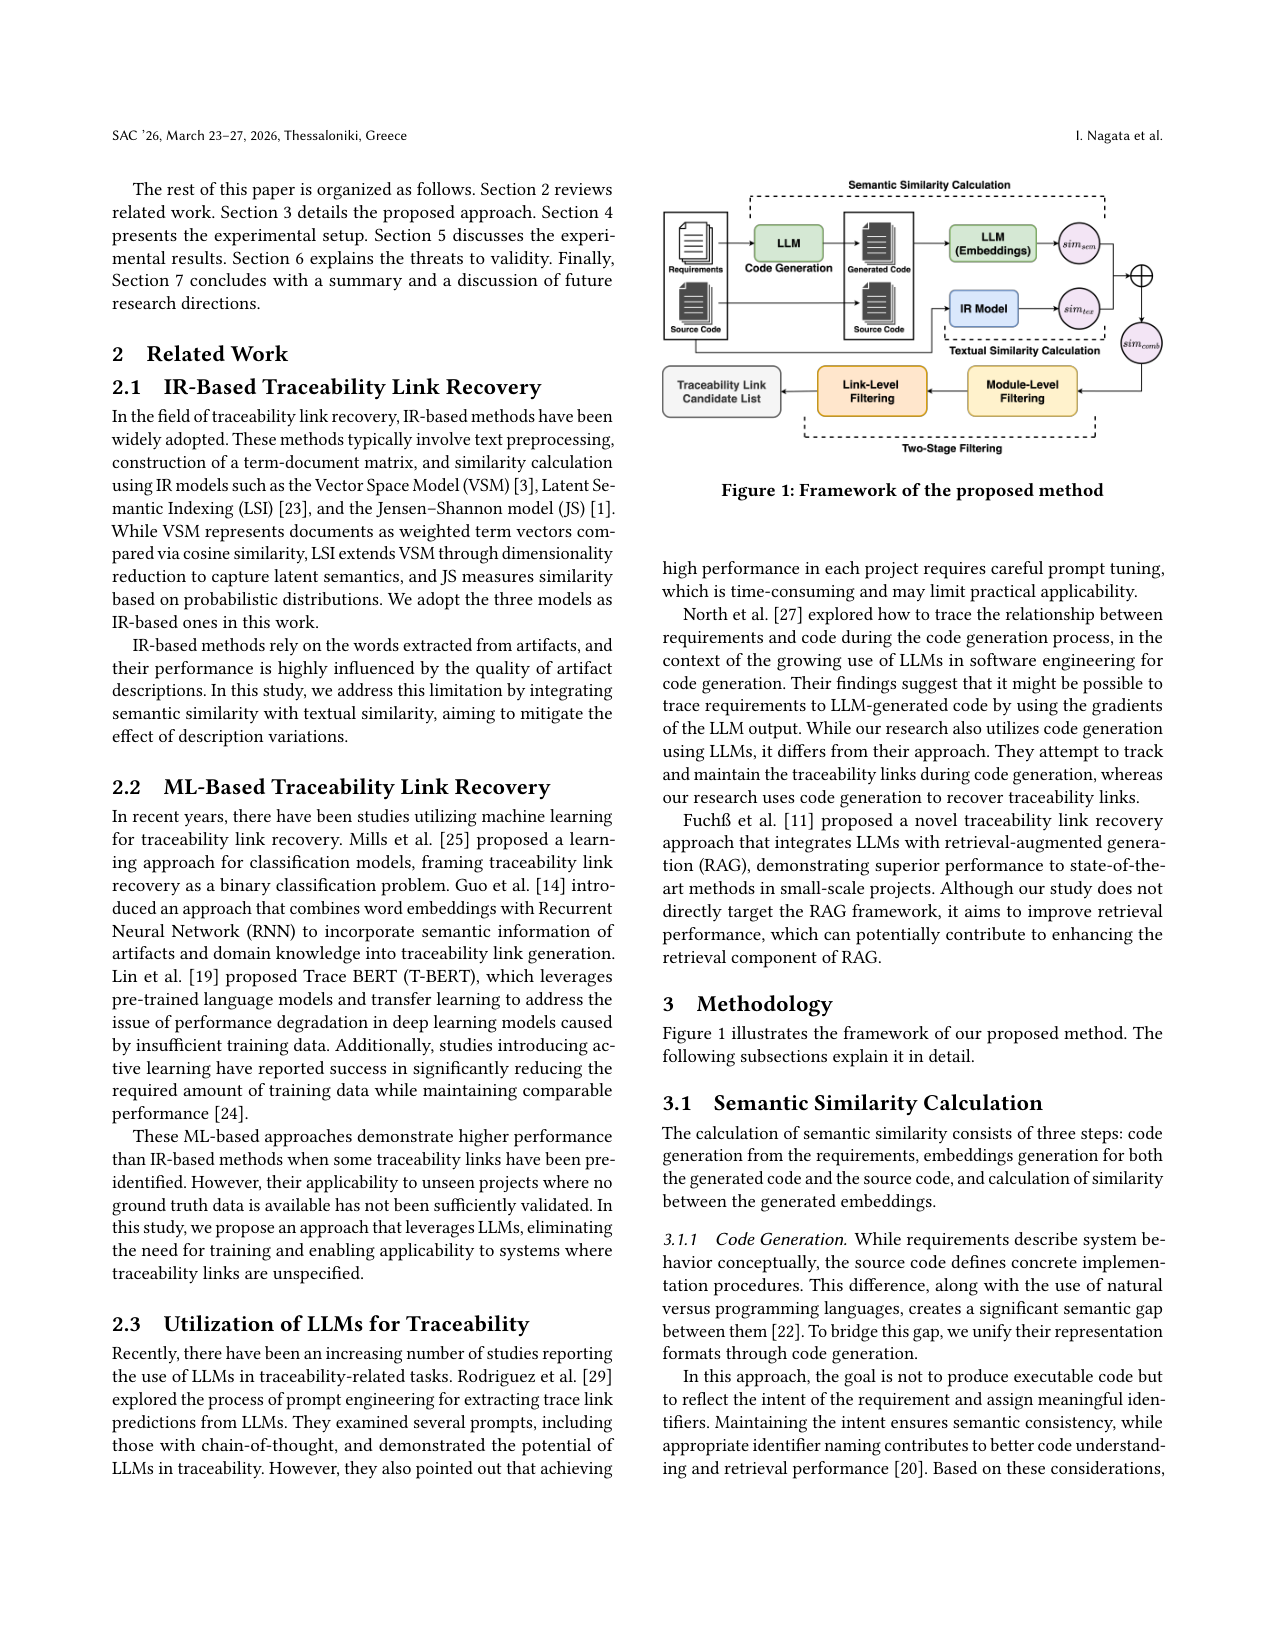 SAC ’26, March 23–27, 2026, Thessaloniki, Greece
I. Nagata et al.
The rest of this paper is organized as follows. Section 2 reviews
related work. Section 3 details the proposed approach. Section 4
presents the experimental setup. Section 5 discusses the experi-
mental results. Section 6 explains the threats to validity. Finally,
Section 7 concludes with a summary and a discussion of future
research directions.
2 Related Work
2.1 IR-Based Traceability Link Recovery
In the field of traceability link recovery, IR-based methods have been
widely adopted. These methods typically involve text preprocessing,
construction of a term-document matrix, and similarity calculation
using IR models such as the Vector Space Model (VSM) [3], Latent Se-
mantic Indexing (LSI) [23], and the Jensen–Shannon model (JS) [1].
While VSM represents documents as weighted term vectors com-
pared via cosine similarity, LSI extends VSM through dimensionality
reduction to capture latent semantics, and JS measures similarity
based on probabilistic distributions. We adopt the three models as
IR-based ones in this work.
IR-based methods rely on the words extracted from artifacts, and
their performance is highly influenced by the quality of artifact
descriptions. In this study, we address this limitation by integrating
semantic similarity with textual similarity, aiming to mitigate the
effect of description variations.
2.2 ML-Based Traceability Link Recovery
In recent years, there have been studies utilizing machine learning
for traceability link recovery. Mills et al. [25] proposed a learn-
ing approach for classification models, framing traceability link
recovery as a binary classification problem. Guo et al. [14] intro-
duced an approach that combines word embeddings with Recurrent
Neural Network (RNN) to incorporate semantic information of
artifacts and domain knowledge into traceability link generation.
Lin et al. [19] proposed Trace BERT (T-BERT), which leverages
pre-trained language models and transfer learning to address the
issue of performance degradation in deep learning models caused
by insufficient training data. Additionally, studies introducing ac-
tive learning have reported success in significantly reducing the
required amount of training data while maintaining comparable
performance [24].
These ML-based approaches demonstrate higher performance
than IR-based methods when some traceability links have been pre-
identified. However, their applicability to unseen projects where no
ground truth data is available has not been sufficiently validated. In
this study, we propose an approach that leverages LLMs, eliminating
the need for training and enabling applicability to systems where
traceability links are unspecified.
2.3 Utilization of LLMs for Traceability
Recently, there have been an increasing number of studies reporting
the use of LLMs in traceability-related tasks. Rodriguez et al. [29]
explored the process of prompt engineering for extracting trace link
predictions from LLMs. They examined several prompts, including
those with chain-of-thought, and demonstrated the potential of
LLMs in traceability. However, they also pointed out that achieving
Semantic Similarity Calculation
Requirements
LLM
Code Generation
Generated Code
LLM
(Embeddings)
sim_sem
Source Code
Source Code
IR Model
sim_tex
Textual Similarity Calculation
sim_comb
Traceability Link
Candidate List
Link-Level
Filtering
Module-Level
Filtering
Two-Stage Filtering
Figure 1: Framework of the proposed method
high performance in each project requires careful prompt tuning,
which is time-consuming and may limit practical applicability.
North et al. [27] explored how to trace the relationship between
requirements and code during the code generation process, in the
context of the growing use of LLMs in software engineering for
code generation. Their findings suggest that it might be possible to
trace requirements to LLM-generated code by using the gradients
of the LLM output. While our research also utilizes code generation
using LLMs, it differs from their approach. They attempt to track
and maintain the traceability links during code generation, whereas
our research uses code generation to recover traceability links.
Fuchß et al. [11] proposed a novel traceability link recovery
approach that integrates LLMs with retrieval-augmented genera-
tion (RAG), demonstrating superior performance to state-of-the-
art methods in small-scale projects. Although our study does not
directly target the RAG framework, it aims to improve retrieval
performance, which can potentially contribute to enhancing the
retrieval component of RAG.
3 Methodology
Figure 1 illustrates the framework of our proposed method. The
following subsections explain it in detail.
3.1 Semantic Similarity Calculation
The calculation of semantic similarity consists of three steps: code
generation from the requirements, embeddings generation for both
the generated code and the source code, and calculation of similarity
between the generated embeddings.
3.1.1 Code Generation. While requirements describe system be-
havior conceptually, the source code defines concrete implemen-
tation procedures. This difference, along with the use of natural
versus programming languages, creates a significant semantic gap
between them [22]. To bridge this gap, we unify their representation
formats through code generation.
In this approach, the goal is not to produce executable code but
to reflect the intent of the requirement and assign meaningful iden-
tifiers. Maintaining the intent ensures semantic consistency, while
appropriate identifier naming contributes to better code understand-
ing and retrieval performance [20]. Based on these considerations,